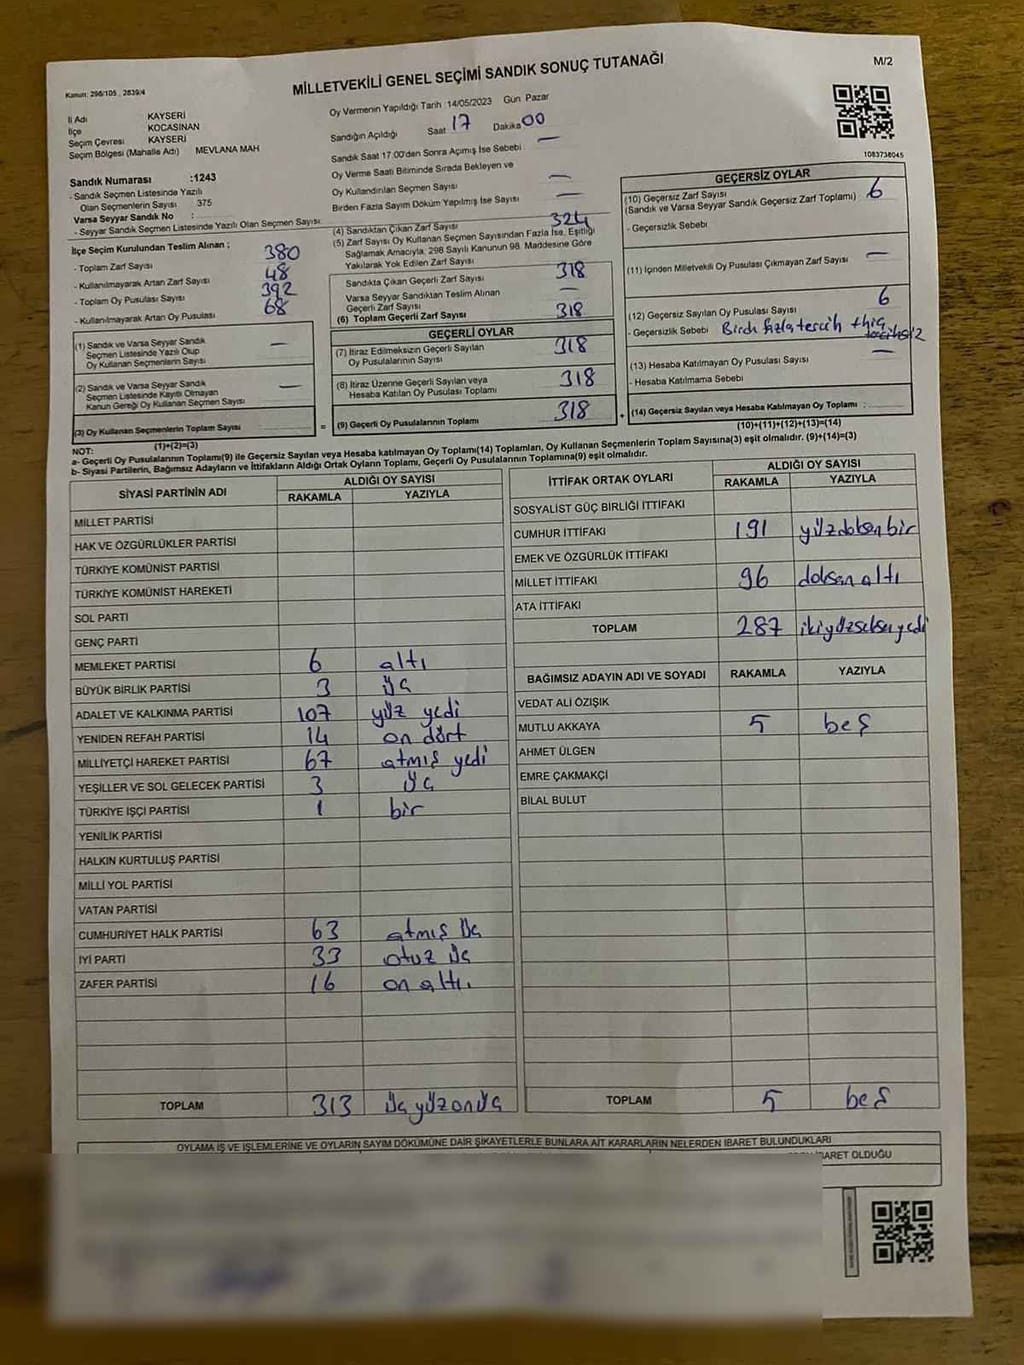 Kanun: 298/105 , 2839/4
MİLLETVEKİLİ GENEL SEÇİMİ SANDIK SONUÇ TUTANAĞI
M/2
İl Adı KAYSERİ
İlçe KOCASİNAN
Seçim Çevresi KAYSERİ
Seçim Bölgesi (Mahalle Adı) MEVLANA MAH
Sandık Numarası :1243
- Sandık Seçmen Listesinde Yazılı
Olan Seçmenlerin Sayısı 375
Varsa Seyyar Sandık No :
- Seyyar Sandık Seçmen Listesinde Yazılı Olan Seçmen Sayısı
İlçe Seçim Kurulundan Teslim Alınan ;
- Toplam Zarf Sayısı 380
- Kullanılmayarak Artan Zarf Sayısı 48
- Toplam Oy Pusulası Sayısı 392
- Kullanılmayarak Artan Oy Pusulası 68
(1) Sandık ve Varsa Seyyar Sandık
Seçmen Listesinde Yazılı Olup
Oy Kullanan Seçmenlerin Sayısı —
(2) Sandık ve Varsa Seyyar Sandık
Seçmen Listesinde Kayıtlı Olmayan
Kanun Gereği Oy Kullanan Seçmen Sayısı —
(3) Oy Kullanan Seçmenlerin Toplam Sayısı
(1)+(2)=(3)
Oy Vermenin Yapıldığı Tarih :14/05/2023 Gün Pazar
Sandığın Açıldığı Saat 17 Dakika 00
Sandık Saat 17.00'den Sonra Açımış İse Sebebi —
Oy Verme Saati Bitiminde Sırada Bekleyen ve
Oy Kullandırılan Seçmen Sayısı —
Birden Fazla Sayım Döküm Yapılmış İse Sayısı —
(4) Sandıktan Çıkan Zarf Sayısı 324
(5) Zarf Sayısı Oy Kullanan Seçmen Sayısından Fazla İse, Eşitliği
Sağlamak Amacıyla, 298 Sayılı Kanunun 98. Maddesine Göre
Yakılarak Yok Edilen Zarf Sayısı
Sandıkta Çıkan Geçerli Zarf Sayısı 318
Varsa Seyyar Sandıktan Teslim Alınan
Geçerli Zarf Sayısı —
(6) Toplam Geçerli Zarf Sayısı 318
GEÇERLİ OYLAR
(7) İtiraz Edilmeksizin Geçerli Sayılan
Oy Pusulalarının Sayısı 318
(8) İtiraz Üzerine Geçerli Sayılan veya
Hesaba Katılan Oy Pusulası Toplamı 318
= (9) Geçerli Oy Pusulalarının Toplamı 318
1083738045
GEÇERSİZ OYLAR
(10) Geçersiz Zarf Sayısı
(Sandık ve Varsa Seyyar Sandık Geçersiz Zarf Toplamı) 6
- Geçersizlik Sebebi
(11) İçinden Milletvekili Oy Pusulası Çıkmayan Zarf Sayısı —
(12) Geçersiz Sayılan Oy Pusulası Sayısı 6
- Geçersizlik Sebebi
(13) Hesaba Katılmayan Oy Pusulası Sayısı —
- Hesaba Katılmama Sebebi
+ (14) Geçersiz Sayılan veya Hesaba Katılmayan Oy Toplamı :
(10)+(11)+(12)+(13)=(14)
NOT:
a- Geçerli Oy Pusulalarının Toplamı(9) ile Geçersiz Sayılan veya Hesaba katılmayan Oy Toplamı(14) Toplamları, Oy Kullanan Seçmenlerin Toplam Sayısına(3) eşit olmalıdır. (9)+(14)=(3)
b- Siyasi Partilerin, Bağımsız Adayların ve İttifakların Aldığı Ortak Oyların Toplamı, Geçerli Oy Pusulalarının Toplamına(9) eşit olmalıdır.
SİYASİ PARTİNİN ADI ALDIĞI OY SAYISI
RAKAMLA YAZIYLA
MİLLET PARTİSİ
HAK VE ÖZGÜRLÜKLER PARTİSİ
TÜRKİYE KOMÜNİST PARTİSİ
TÜRKİYE KOMÜNİST HAREKETİ
SOL PARTİ
GENÇ PARTİ
MEMLEKET PARTİSİ 6 altı
BÜYÜK BİRLİK PARTİSİ 3 üç
ADALET VE KALKINMA PARTİSİ 107 yüz yedi
YENİDEN REFAH PARTİSİ 14 on dört
MİLLİYETÇİ HAREKET PARTİSİ 67 atmış yedi
YEŞİLLER VE SOL GELECEK PARTİSİ 3 üç
TÜRKİYE İŞÇİ PARTİSİ 1 bir
YENİLİK PARTİSİ
HALKIN KURTULUŞ PARTİSİ
MİLLİ YOL PARTİSİ
VATAN PARTİSİ
CUMHURİYET HALK PARTİSİ 63 atmış üç
İYİ PARTİ 33 otuz üç
ZAFER PARTİSİ 16 on altı.
TOPLAM 313 üçyüzonüç
İTTİFAK ORTAK OYLARI ALDIĞI OY SAYISI
RAKAMLA YAZIYLA
SOSYALİST GÜÇ BİRLİĞİ İTTİFAKI
CUMHUR İTTİFAKI 191 yüzdoksanbir
EMEK VE ÖZGÜRLÜK İTTİFAKI
MİLLET İTTİFAKI 96 doksan altı
ATA İTTİFAKI
TOPLAM 287 ikiyüzseksenyedi
BAĞIMSIZ ADAYIN ADI VE SOYADI RAKAMLA YAZIYLA
VEDAT ALİ ÖZIŞIK
MUTLU AKKAYA 5 beş
AHMET ÜLGEN
EMRE ÇAKMAKÇİ
BİLAL BULUT
TOPLAM 5 beş
OYLAMA İŞ VE İŞLEMLERİNE VE OYLARIN SAYIM DÖKÜMÜNE DAİR ŞİKAYETLERLE BUNLARA AİT KARARLARIN NELERDEN İBARET BULUNDUKLARI
İBARET OLDUĞU